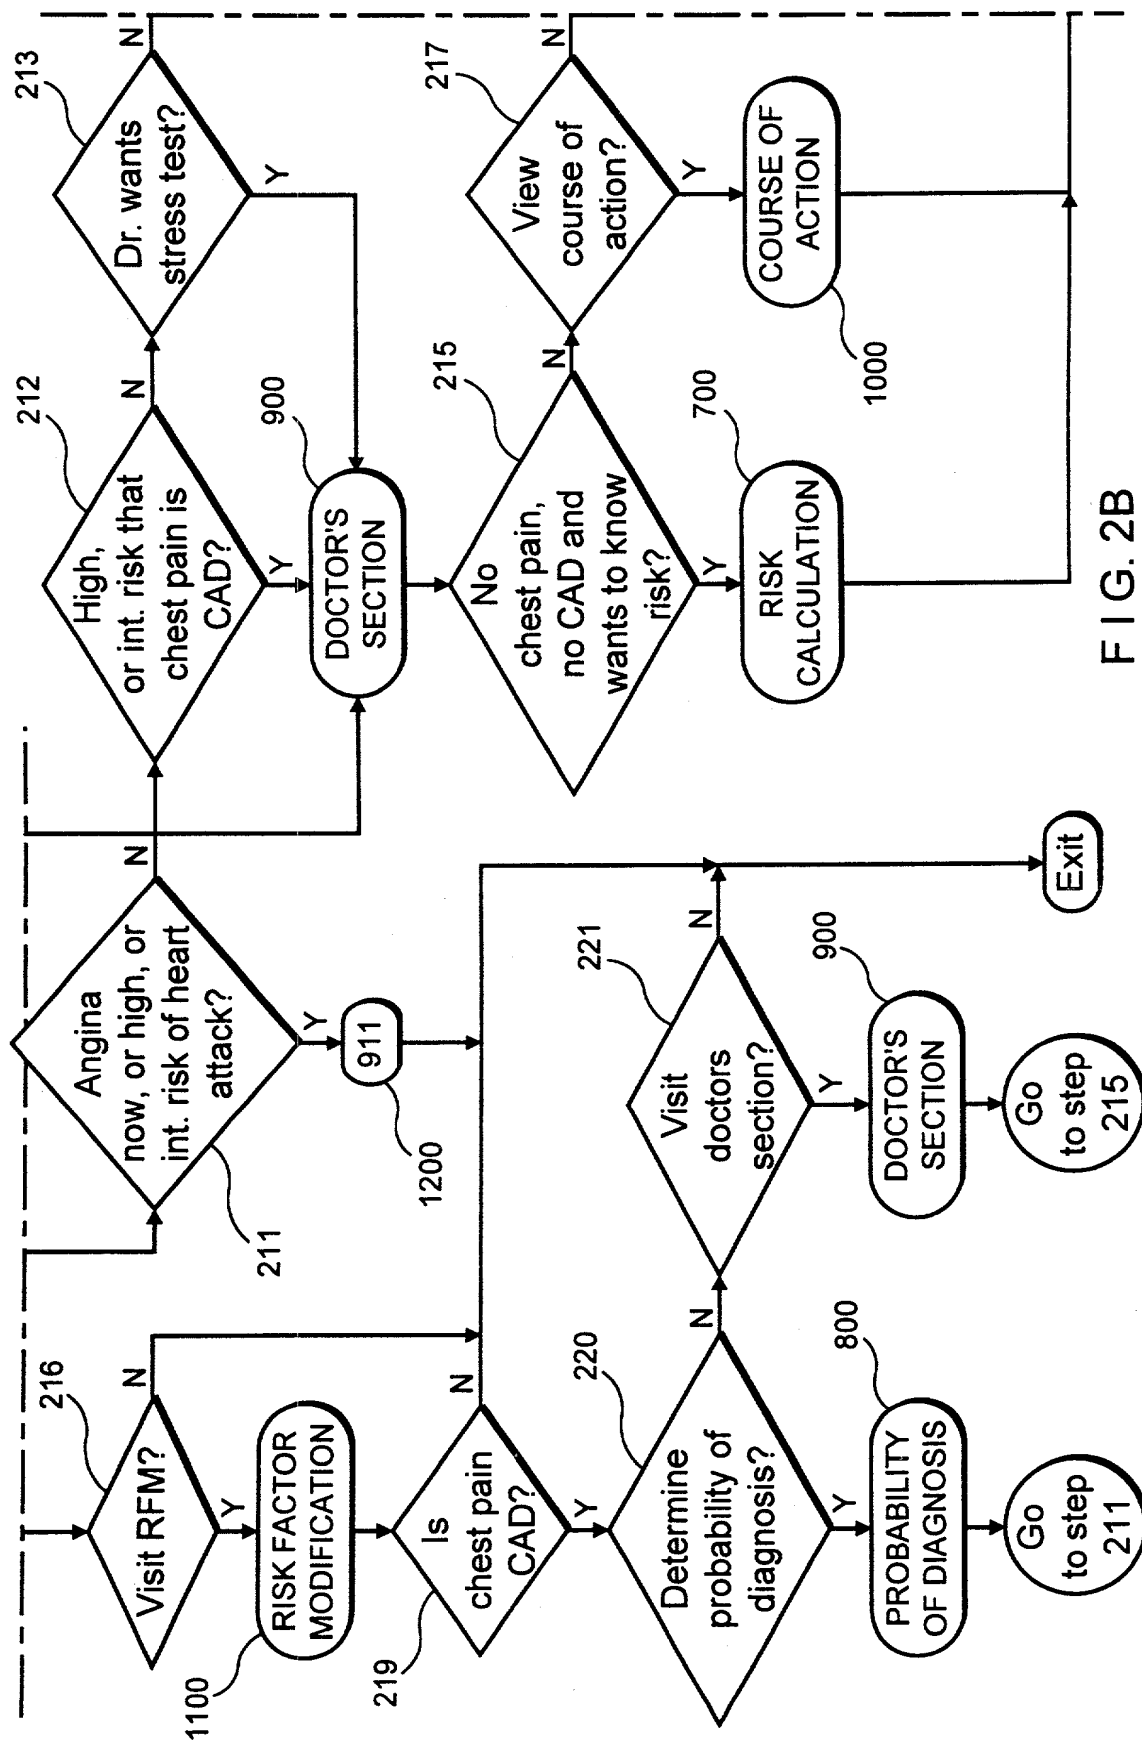 216
Visit RFM?
N
Y
1100
RISK FACTOR
MODIFICATION
219
Is
chest pain
CAD?
N
Y
220
Determine
probability of
diagnosis?
N
Y
800
PROBABILITY
OF DIAGNOSIS
Go
to step
211
211
Angina
now, or high, or
int. risk of heart
attack?
N
Y
1200
911
221
Visit
doctors
section?
N
Y
900
DOCTOR'S
SECTION
Go
to step
215
Exit
212
High,
or int. risk that
chest pain is
CAD?
N
Y
213
Dr. wants
stress test?
N
Y
900
DOCTOR'S
SECTION
215
No
chest pain,
no CAD and
wants to know
risk?
N
Y
700
RISK
CALCULATION
217
View
course of
action?
N
Y
1000
COURSE OF
ACTION
FIG. 2B